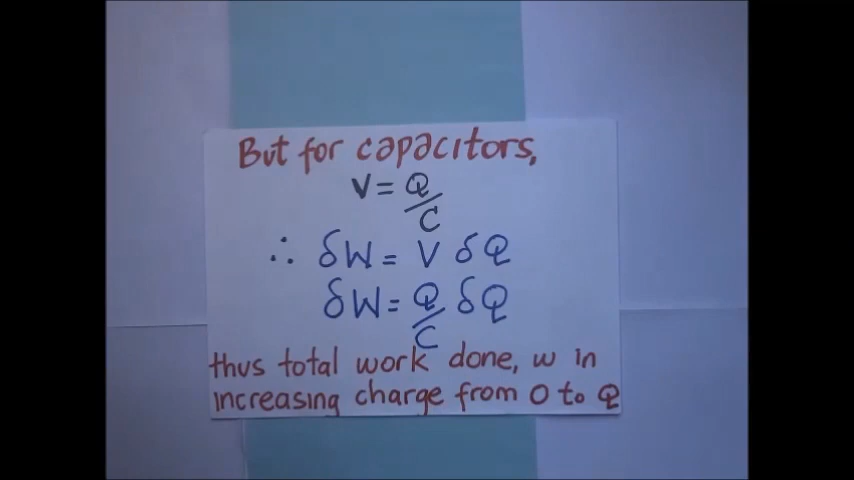 But for capacitors,
V = Q/C
∴ δW = V δQ
δW = Q/C δQ
thus total work done, w in
increasing charge from 0 to Q